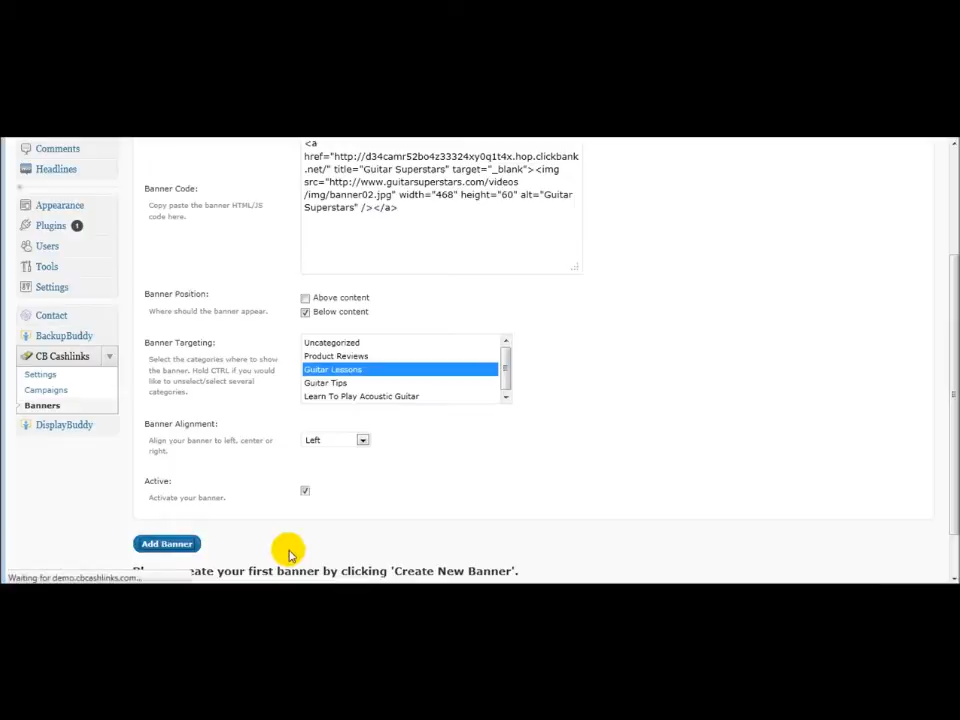 Comments
Headlines
Appearance
Plugins 1
Users
Tools
Settings
Contact
BackupBuddy
CB Cashlinks
Settings
Campaigns
Banners
DisplayBuddy
Banner Code:
Copy paste the banner HTML/JS
code here.
<a
href="http://d34camr52bo4z33324xy0q1t4x.hop.clickbank
.net/" title="Guitar Superstars" target="_blank"><img
src="http://www.guitarsuperstars.com/videos
/img/banner02.jpg" width="468" height="60" alt="Guitar
Superstars" /></a>
Banner Position:
Where should the banner appear.
Above content
Below content
Banner Targeting:
Select the categories where to show
the banner. Hold CTRL if you would
like to unselect/select several
categories.
Uncategorized
Product Reviews
Guitar Lessons
Guitar Tips
Learn To Play Acoustic Guitar
Banner Alignment:
Align your banner to left, center or
right.
Left
Active:
Activate your banner.
Add Banner
your first banner by clicking 'Create New Banner'.
Waiting for demo.cbcashlinks.com...